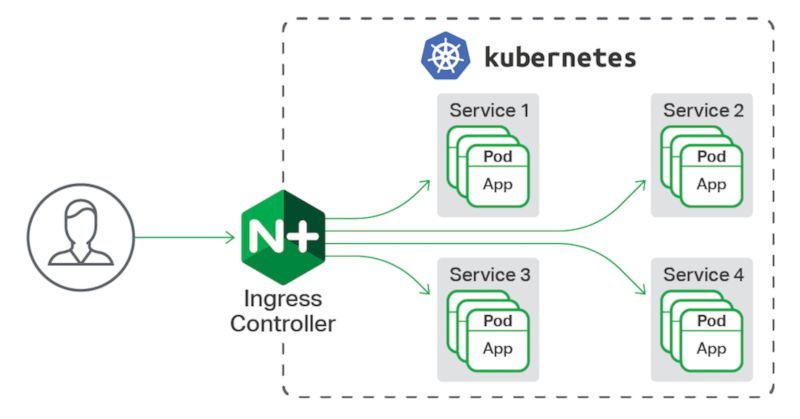 kubernetes
Service 1
Pod
App
Service 2
Pod
App
N+
Ingress
Controller
Service 3
Pod
App
Service 4
Pod
App